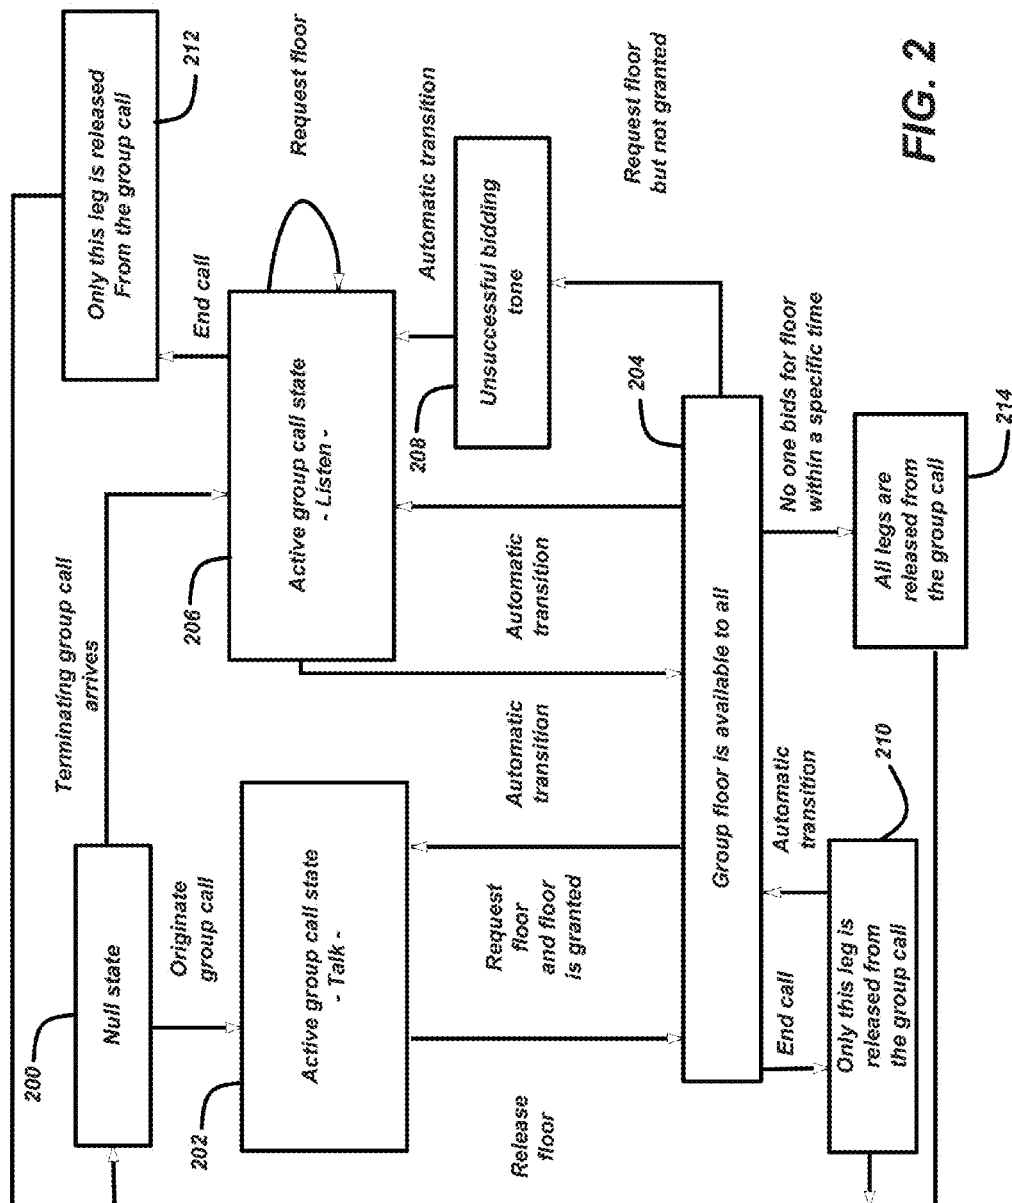 200
Null state
Terminating group call
arrives
Only this leg is released
From the group call
212
Originate
group call
End call
Request floor
202
Active group call state
- Talk -
206
Active group call state
- Listen -
Automatic transition
Release
floor
Request
floor
and floor
is granted
Automatic
transition
Automatic
transition
208
Unsuccessful bidding
tone
Request floor
but not granted
204
Group floor is available to all
End call
Automatic
transition
No one bids for floor
within a specific time
Only this leg is
released from
the group call
210
All legs are
released from
the group call
214
FIG. 2